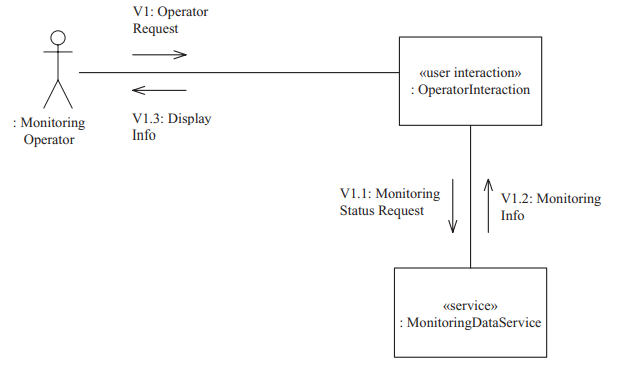 V1: Operator
Request
«user interaction»
: OperatorInteraction
V1.3: Display
Info
: Monitoring
Operator
V1.1: Monitoring
Status Request
V1.2: Monitoring
Info
«service»
: MonitoringDataService